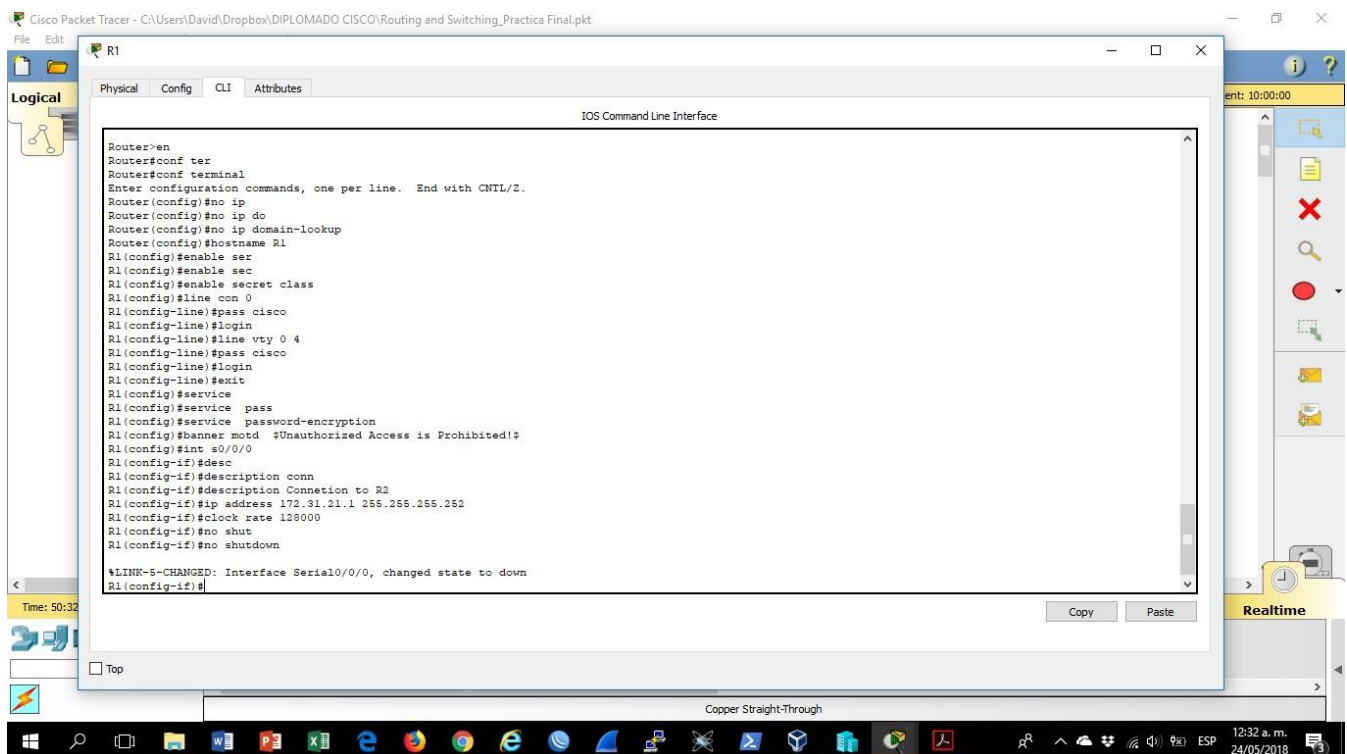 Cisco Packet Tracer - C:\Users\David\Dropbox\DIPLOMADO CISCO\Routing and Switching_Practica Final.pkt
File Edit
R1
Physical Config CLI Attributes
Logical
ent: 10:00:00
IOS Command Line Interface
Router>en
Router#conf ter
Router#conf terminal
Enter configuration commands, one per line.  End with CNTL/Z.
Router(config)#no ip
Router(config)#no ip do
Router(config)#no ip domain-lookup
Router(config)#hostname R1
R1(config)#enable ser
R1(config)#enable sec
R1(config)#enable secret class
R1(config)#line con 0
R1(config-line)#pass cisco
R1(config-line)#login
R1(config-line)#line vty 0 4
R1(config-line)#pass cisco
R1(config-line)#login
R1(config-line)#exit
R1(config)#service
R1(config)#service  pass
R1(config)#service  password-encryption
R1(config)#banner motd  $Unauthorized Access is Prohibited!$
R1(config)#int s0/0/0
R1(config-if)#desc
R1(config-if)#description conn
R1(config-if)#description Connetion to R2
R1(config-if)#ip address 172.31.21.1 255.255.255.252
R1(config-if)#clock rate 128000
R1(config-if)#no shut
R1(config-if)#no shutdown
%LINK-5-CHANGED: Interface Serial0/0/0, changed state to down
R1(config-if)#
Time: 50:32
Copy Paste
Realtime
Top
Copper Straight-Through
ESP
12:32 a. m.
24/05/2018